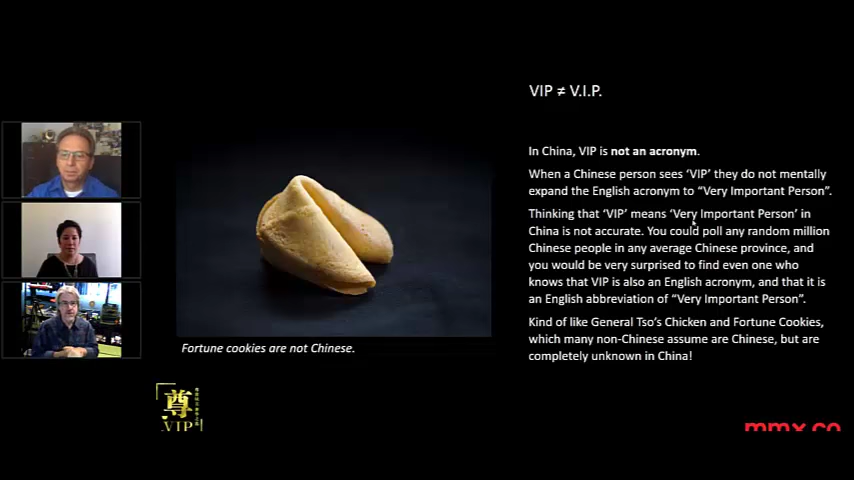 VIP ≠ V.I.P.
In China, VIP is not an acronym.
When a Chinese person sees ‘VIP’ they do not mentally
expand the English acronym to “Very Important Person”.
Thinking that ‘VIP’ means ‘Very Important Person’ in
China is not accurate. You could poll any random million
Chinese people in any average Chinese province, and
you would be very surprised to find even one who
knows that VIP is also an English acronym, and that it is
an English abbreviation of “Very Important Person”.
Kind of like General Tso’s Chicken and Fortune Cookies,
which many non-Chinese assume are Chinese, but are
completely unknown in China!
Fortune cookies are not Chinese.
尊
VIP
mmx.co